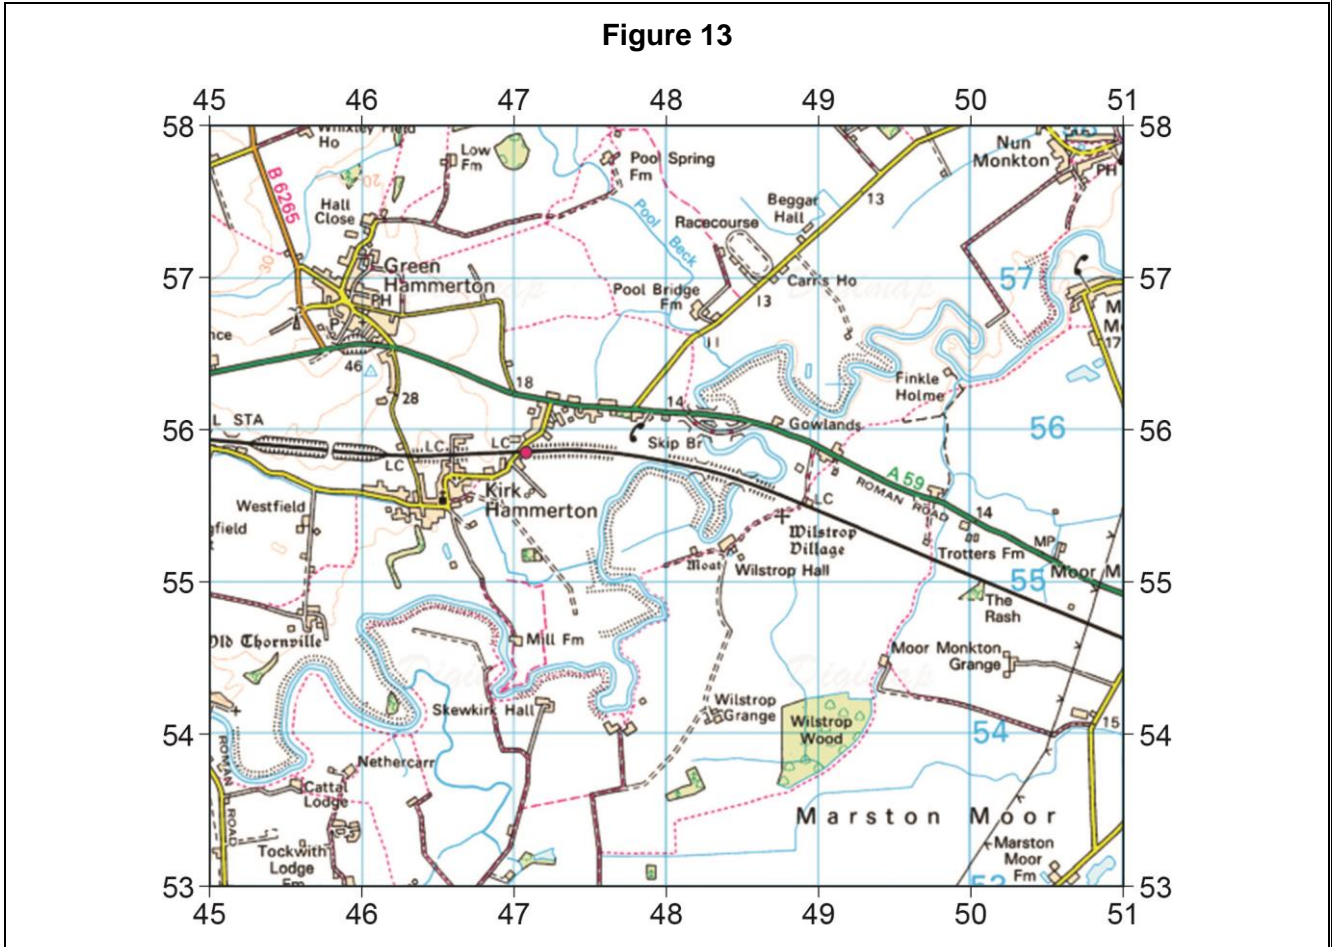 Figure 13
45 46 47 48 49 50 51
58 58
Ho
Low
Fm
Pool Spring
Fm
Nun
Monkton
PH
B 6265
20
Hall
Close
Beggar
Hall
13
Pool Beck
Racecourse
30
57 57
57
Green
Hammerton
PH
Carr's Ho
Pool Bridge
Fm
13
11
P
17
46
28
18
Finkle
Holme
14
Gowlands
56 56
56
L STA
LC
LC
LC
Skip Br
A 59
ROMAN ROAD
Westfield
gfield
Kirk
Hammerton
LC
14
Wilstrop
Village
Trotters Fm
MP
Moat
Wilstrop Hall
55 55
55
Moor M
The
Rash
Old Thornville
Mill Fm
Moor Monkton
Grange
Skewkirk Hall
Wilstrop
Grange
Wilstrop
Wood
15
54 54
54
ROMAN ROAD
Nethercarr
Cattal
Lodge
Marston Moor
Tockwith
Lodge
Fm
Marston
Moor
Fm
53 53
45 46 47 48 49 50 51